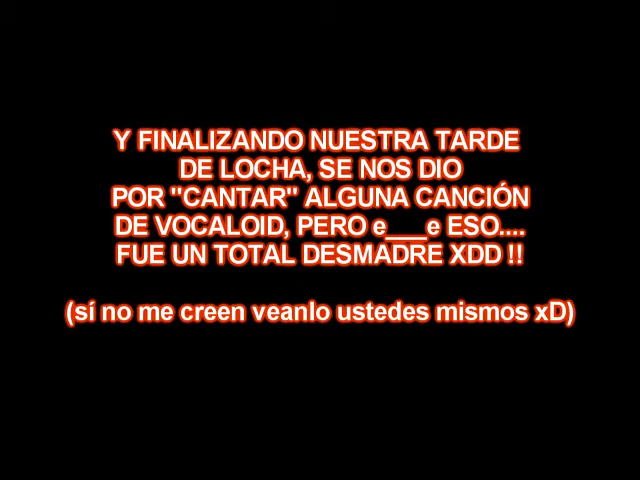 Y FINALIZANDO NUESTRA TARDE
DE LOCHA, SE NOS DIO
POR "CANTAR" ALGUNA CANCIÓN
DE VOCALOID, PERO e___e ESO....
FUE UN TOTAL DESMADRE XDD !!
(sí no me creen veanlo ustedes mismos xD)